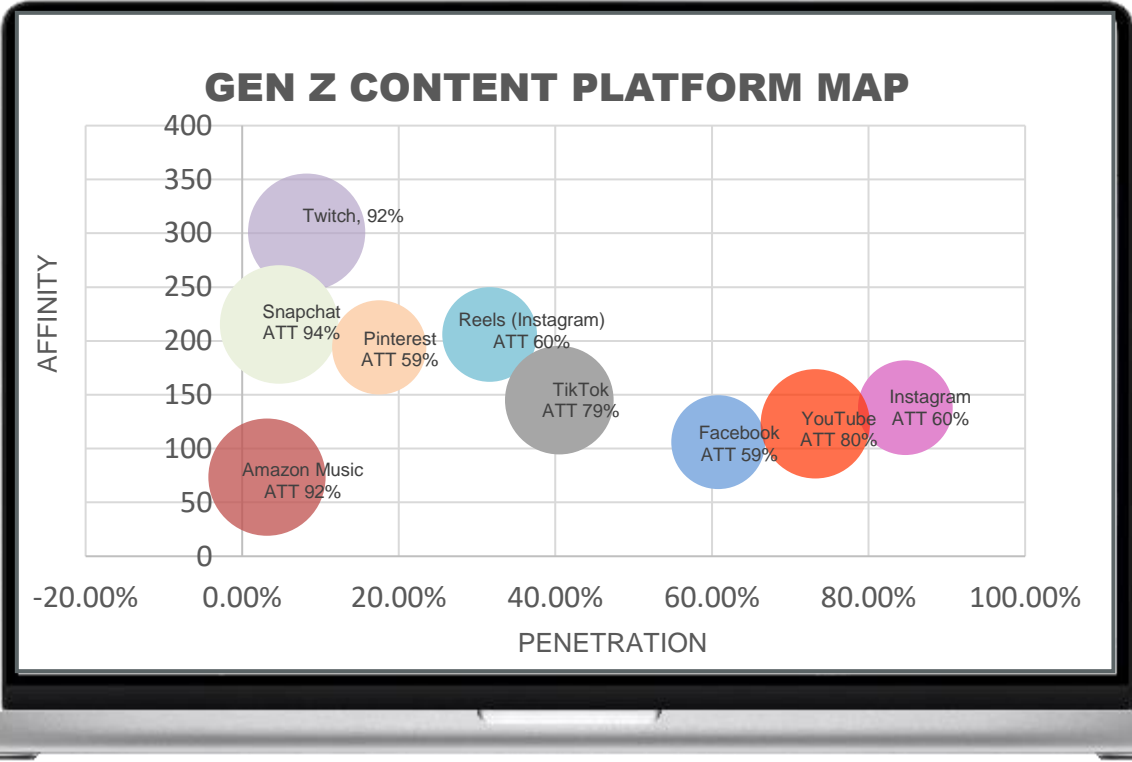 GEN Z CONTENT PLATFORM MAP
400
350
300
250
200
150
100
50
0
AFFINITY
Twitch, 92%
Snapchat
ATT 94%
Pinterest
ATT 59%
Reels (Instagram)
ATT 60%
TikTok
ATT 79%
Facebook
ATT 59%
YouTube
ATT 80%
Instagram
ATT 60%
Amazon Music
ATT 92%
-20.00%
0.00%
20.00%
40.00%
60.00%
80.00%
100.00%
PENETRATION